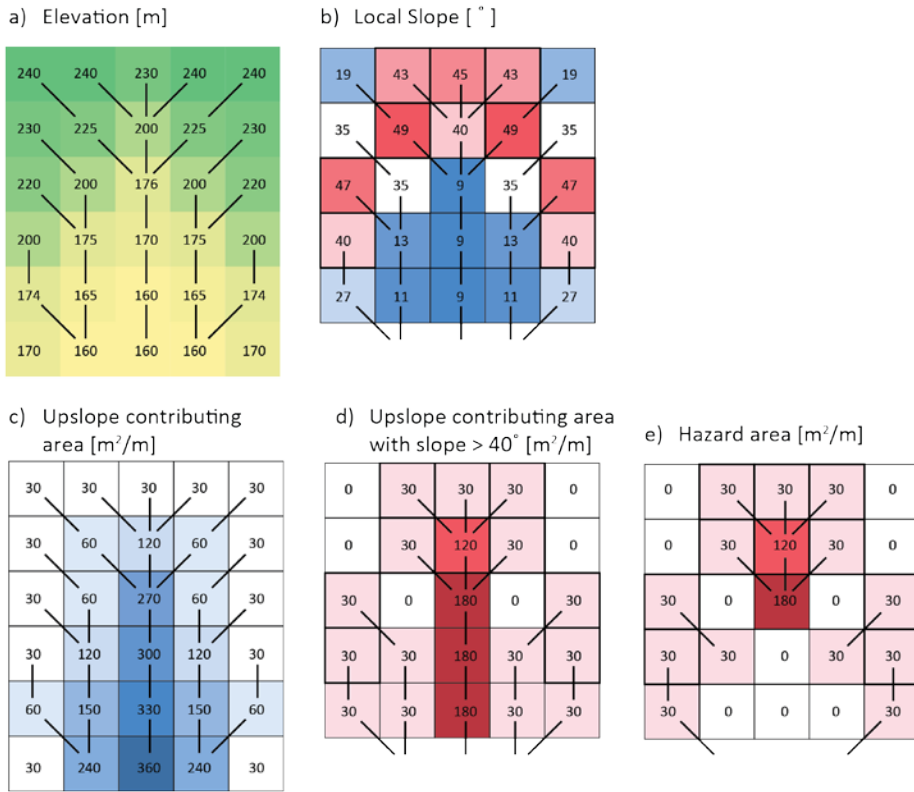 a) Elevation [m]
240 240 230 240 240
230 225 200 225 230
220 200 176 200 220
200 175 170 175 200
174 165 160 165 174
170 160 160 160 170
b) Local Slope [ ° ]
19 43 45 43 19
35 49 40 49 35
47 35 9 35 47
40 13 9 13 40
27 11 9 11 27
c) Upslope contributing
area [m²/m]
30 30 30 30 30
30 60 120 60 30
30 60 270 60 30
30 120 300 120 30
60 150 330 150 60
30 240 360 240 30
d) Upslope contributing area
with slope > 40° [m²/m]
0 30 30 30 0
0 30 120 30 0
30 0 180 0 30
30 30 180 30 30
30 30 180 30 30
e) Hazard area [m²/m]
0 30 30 30 0
0 30 120 30 0
30 0 180 0 30
30 30 0 30 30
30 0 0 0 30